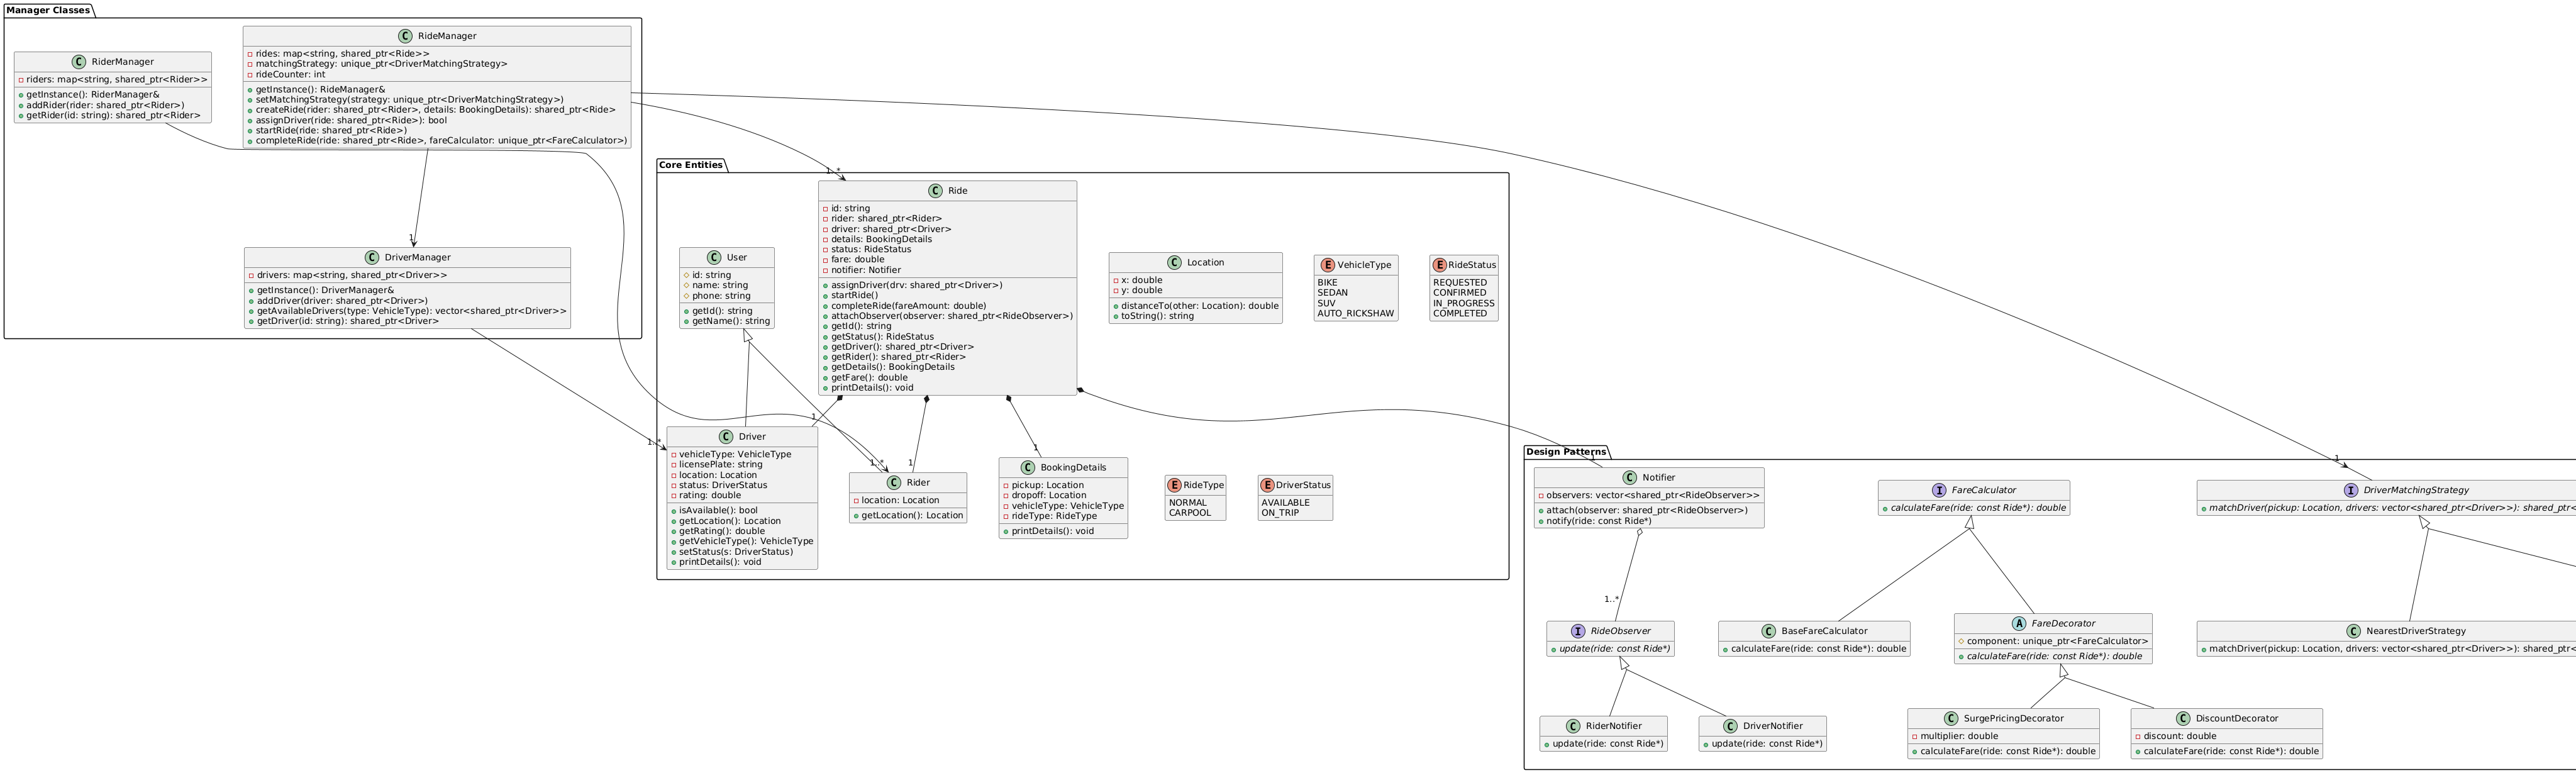 Manager Classes
RiderManager
riders: map<string, shared_ptr<Rider>>
getInstance(): RiderManager&
addRider(rider: shared_ptr<Rider>)
getRider(id: string): shared_ptr<Rider>
RideManager
rides: map<string, shared_ptr<Ride>>
matchingStrategy: unique_ptr<DriverMatchingStrategy>
rideCounter: int
getInstance(): RideManager&
setMatchingStrategy(strategy: unique_ptr<DriverMatchingStrategy>)
createRide(rider: shared_ptr<Rider>, details: BookingDetails): shared_ptr<Ride>
assignDriver(ride: shared_ptr<Ride>): bool
startRide(ride: shared_ptr<Ride>)
completeRide(ride: shared_ptr<Ride>, fareCalculator: unique_ptr<FareCalculator>)
1
DriverManager
drivers: map<string, shared_ptr<Driver>>
getInstance(): DriverManager&
addDriver(driver: shared_ptr<Driver>)
getAvailableDrivers(type: VehicleType): vector<shared_ptr<Driver>>
getDriver(id: string): shared_ptr<Driver>
Core Entities
1..*
Ride
id: string
rider: shared_ptr<Rider>
driver: shared_ptr<Driver>
details: BookingDetails
status: RideStatus
fare: double
notifier: Notifier
assignDriver(drv: shared_ptr<Driver>)
startRide()
completeRide(fareAmount: double)
attachObserver(observer: shared_ptr<RideObserver>)
getId(): string
getStatus(): RideStatus
getDriver(): shared_ptr<Driver>
getRider(): shared_ptr<Rider>
getDetails(): BookingDetails
getFare(): double
printDetails(): void
User
id: string
name: string
phone: string
getId(): string
getName(): string
Location
x: double
y: double
distanceTo(other: Location): double
toString(): string
VehicleType
BIKE
SEDAN
SUV
AUTO_RICKSHAW
RideStatus
REQUESTED
CONFIRMED
IN_PROGRESS
COMPLETED
1..*
1
Driver
vehicleType: VehicleType
licensePlate: string
location: Location
status: DriverStatus
rating: double
isAvailable(): bool
getLocation(): Location
getRating(): double
getVehicleType(): VehicleType
setStatus(s: DriverStatus)
printDetails(): void
1..*
1
Rider
location: Location
getLocation(): Location
1
BookingDetails
pickup: Location
dropoff: Location
vehicleType: VehicleType
rideType: RideType
printDetails(): void
RideType
NORMAL
CARPOOL
DriverStatus
AVAILABLE
ON_TRIP
Design Patterns
1
Notifier
observers: vector<shared_ptr<RideObserver>>
attach(observer: shared_ptr<RideObserver>)
notify(ride: const Ride*)
FareCalculator
calculateFare(ride: const Ride*): double
1
DriverMatchingStrategy
matchDriver(pickup: Location, drivers: vector<shared_ptr<Driver>>): shared_ptr<
1..*
RideObserver
update(ride: const Ride*)
BaseFareCalculator
calculateFare(ride: const Ride*): double
FareDecorator
component: unique_ptr<FareCalculator>
calculateFare(ride: const Ride*): double
NearestDriverStrategy
matchDriver(pickup: Location, drivers: vector<shared_ptr<Driver>>): shared_ptr<
RiderNotifier
update(ride: const Ride*)
DriverNotifier
update(ride: const Ride*)
SurgePricingDecorator
multiplier: double
calculateFare(ride: const Ride*): double
DiscountDecorator
discount: double
calculateFare(ride: const Ride*): double